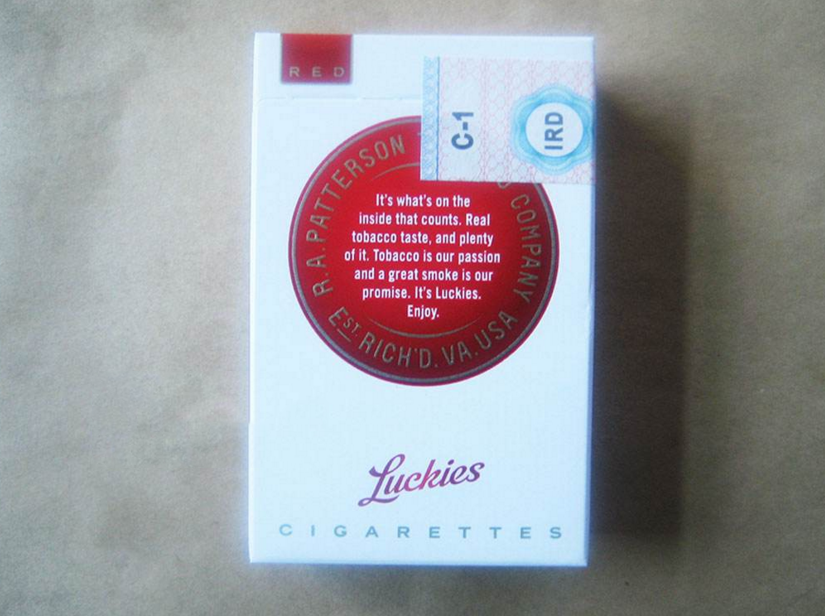 RED
C-1
IRD
R.A. PATTERSON
COMPANY
It's what's on the
inside that counts. Real
tobacco taste, and plenty
of it. Tobacco is our passion
and a great smoke is our
promise. It's Luckies.
Enjoy.
EST. RICH'D. VA. USA
Luckies
CIGARETTES